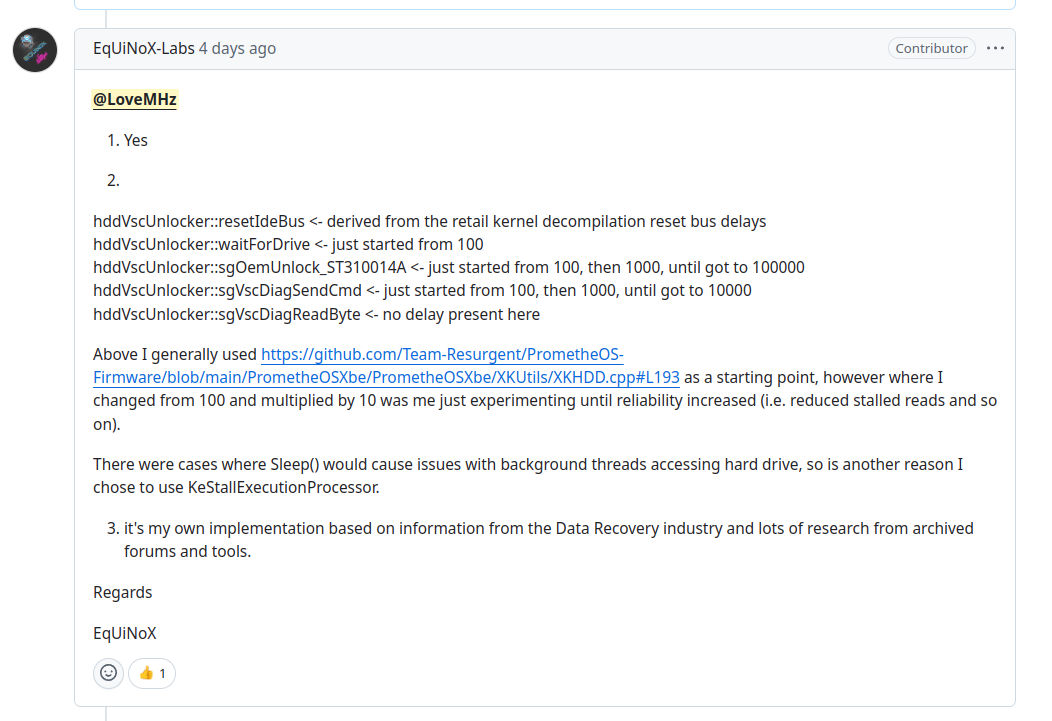 EqUiNoX-Labs 4 days ago
Contributor
@LoveMHz
1. Yes
2.
hddVscUnlocker::resetIdeBus <- derived from the retail kernel decompilation reset bus delays
hddVscUnlocker::waitForDrive <- just started from 100
hddVscUnlocker::sgOemUnlock_ST310014A <- just started from 100, then 1000, until got to 100000
hddVscUnlocker::sgVscDiagSendCmd <- just started from 100, then 1000, until got to 10000
hddVscUnlocker::sgVscDiagReadByte <- no delay present here
Above I generally used https://github.com/Team-Resurgent/PrometheOS-
Firmware/blob/main/PrometheOSXbe/PrometheOSXbe/XKUtils/XKHDD.cpp#L193 as a starting point, however where I
changed from 100 and multiplied by 10 was me just experimenting until reliability increased (i.e. reduced stalled reads and so
on).
There were cases where Sleep() would cause issues with background threads accessing hard drive, so is another reason I
chose to use KeStallExecutionProcessor.
3. it's my own implementation based on information from the Data Recovery industry and lots of research from archived
forums and tools.
Regards
EqUiNoX
👍 1